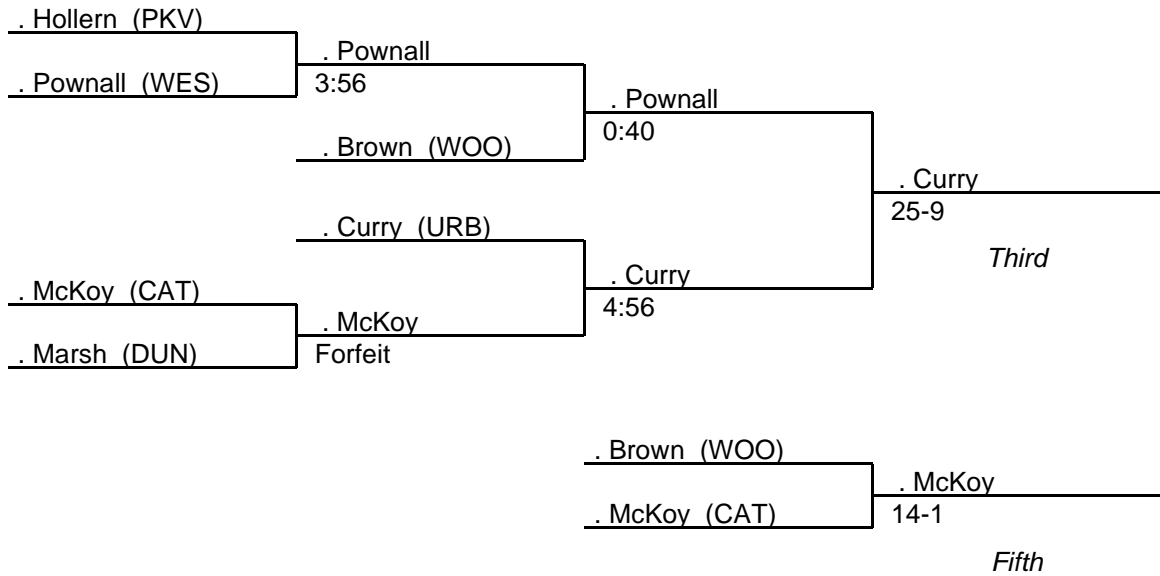 . Hollern (PKV)
. Pownall
. Pownall (WES)
3:56
. Pownall
0:40
. Brown (WOO)
. Curry
25-9
. Curry (URB)
Third
. Curry
. McKoy (CAT)
4:56
. McKoy
. Marsh (DUN)
Forfeit
. Brown (WOO)
. McKoy
14-1
. McKoy (CAT)
Fifth